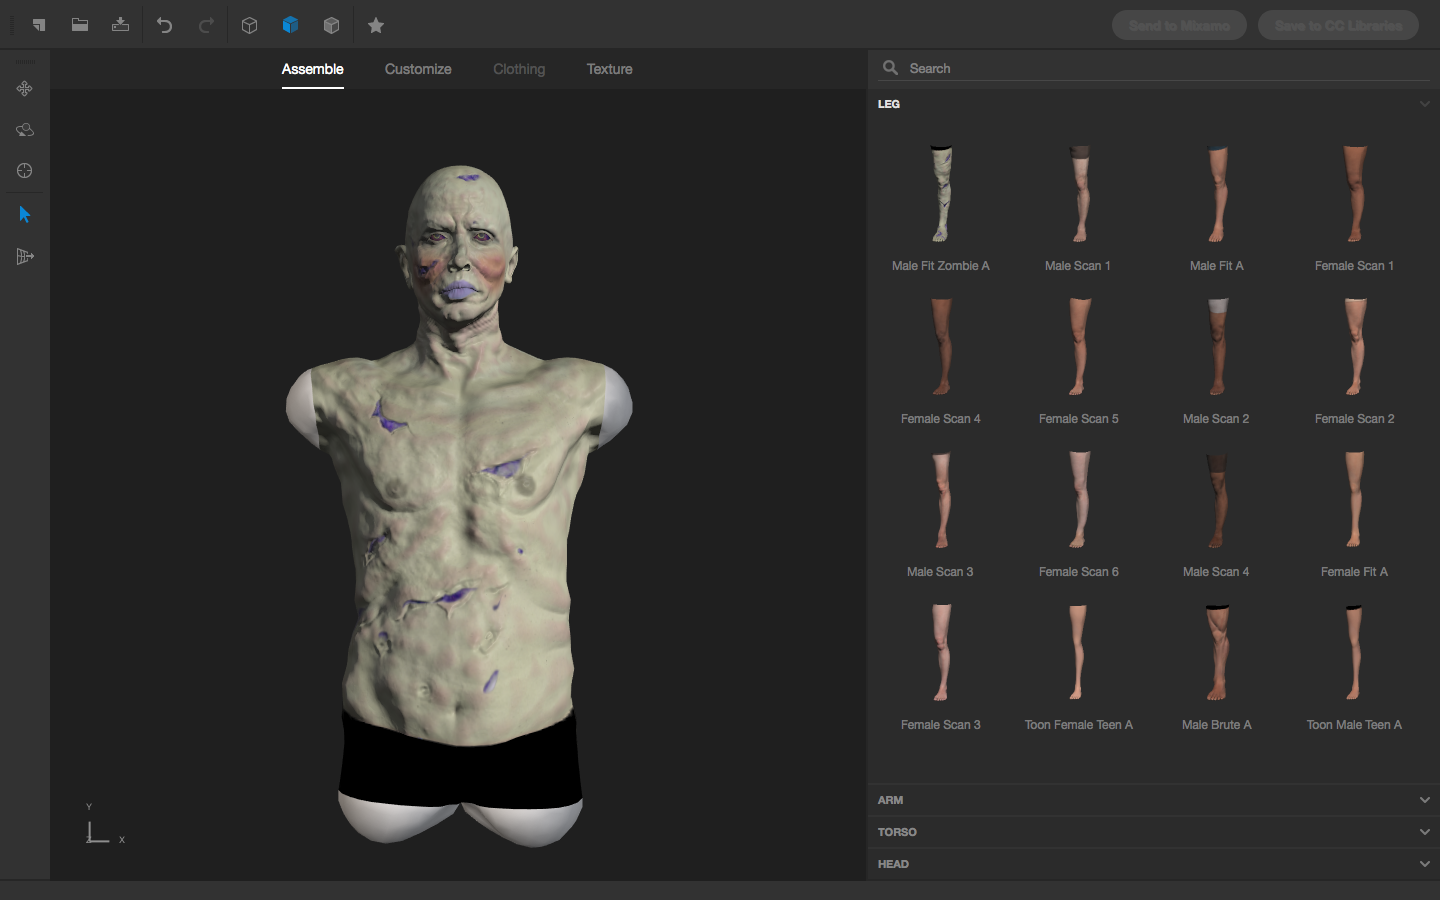 Send to Mixamo Save to CC Libraries
Assemble Customize Clothing Texture
Search
LEG
Male Fit Zombie A Male Scan 1 Male Fit A Female Scan 1
Female Scan 4 Female Scan 5 Male Scan 2 Female Scan 2
Male Scan 3 Female Scan 6 Male Scan 4 Female Fit A
Female Scan 3 Toon Female Teen A Male Brute A Toon Male Teen A
ARM
TORSO
HEAD
Y
Z X